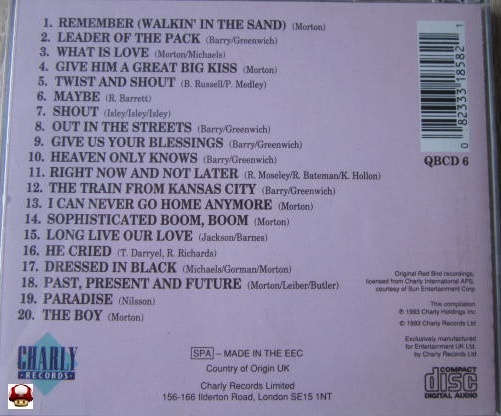 1. REMEMBER (WALKIN' IN THE SAND) (Morton)
2. LEADER OF THE PACK (Barry/Greenwich)
3. WHAT IS LOVE (Morton/Michaels)
4. GIVE HIM A GREAT BIG KISS (Morton)
5. TWIST AND SHOUT (B. Russell/P. Medley)
6. MAYBE (R. Barrett)
7. SHOUT (Isley/Isley/Isley)
8. OUT IN THE STREETS (Barry/Greenwich)
9. GIVE US YOUR BLESSINGS (Barry/Greenwich)
10. HEAVEN ONLY KNOWS (Barry/Greenwich)
11. RIGHT NOW AND NOT LATER (R. Moseley/R. Bateman/K. Hollon)
12. THE TRAIN FROM KANSAS CITY (Barry/Greenwich)
13. I CAN NEVER GO HOME ANYMORE (Morton)
14. SOPHISTICATED BOOM, BOOM (Morton)
15. LONG LIVE OUR LOVE (Jackson/Barnes)
16. HE CRIED (T. Darryel, R. Richards)
17. DRESSED IN BLACK (Michaels/Gorman/Morton)
18. PAST, PRESENT AND FUTURE (Morton/Leiber/Butler)
19. PARADISE (Nilsson)
20. THE BOY (Morton)
0 82333 18582 1
QBCD 6
Original Red Bird recordings,
licensed from Charly International APS,
courtesy of Sun Entertainment Corp
This compilation
℗ 1993 Charly Holdings Inc
© 1993 Charly Records Ltd
Exclusively manufactured
for Entertainment UK Ltd.
by Charly Records Ltd
CHARLY
RECORDS
SPA – MADE IN THE EEC
Country of Origin UK
Charly Records Limited
156-166 Ilderton Road, London SE15 1NT
COMPACT
disc
DIGITAL AUDIO